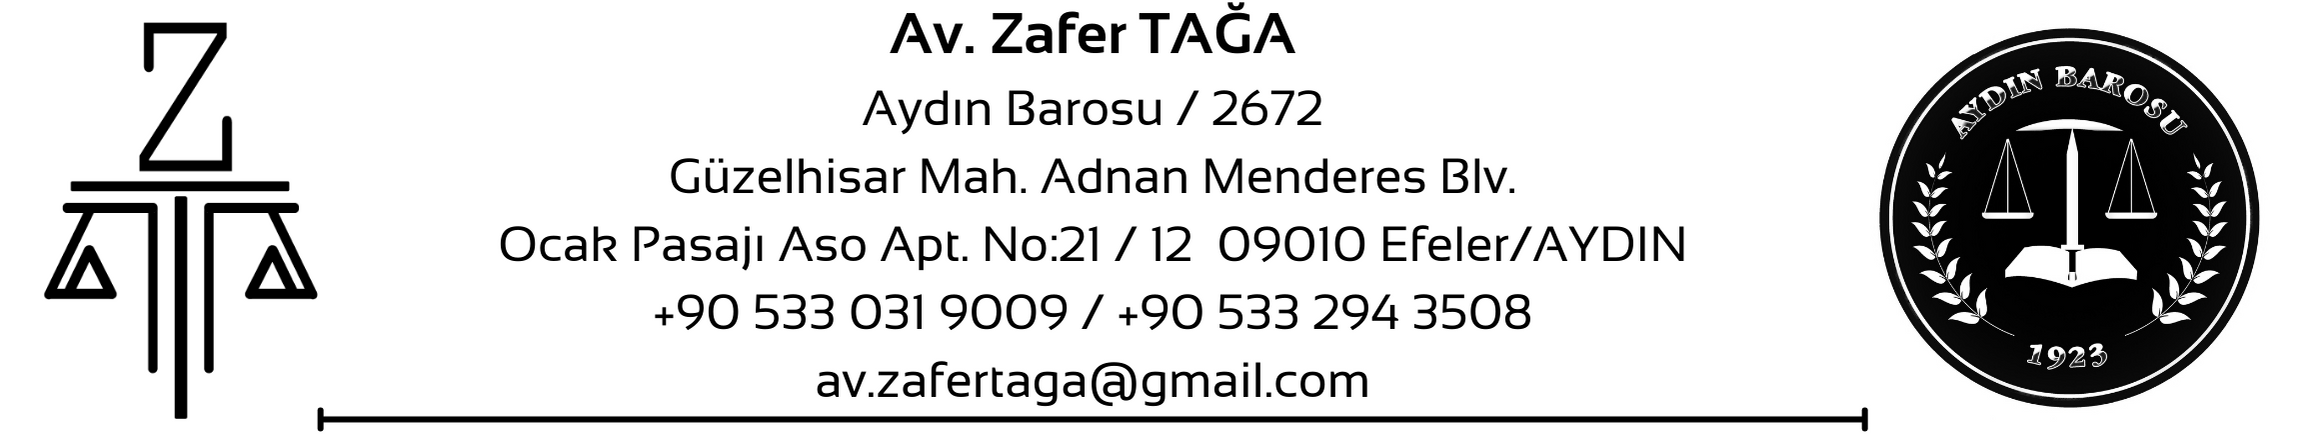 Z
Av. Zafer TAĞA
Aydın Barosu / 2672
Güzelhisar Mah. Adnan Menderes Blv.
Ocak Pasajı Aso Apt. No:21 / 12  09010 Efeler/AYDIN
+90 533 031 9009 / +90 533 294 3508
av.zafertaga@gmail.com
AYDIN BAROSU
1923